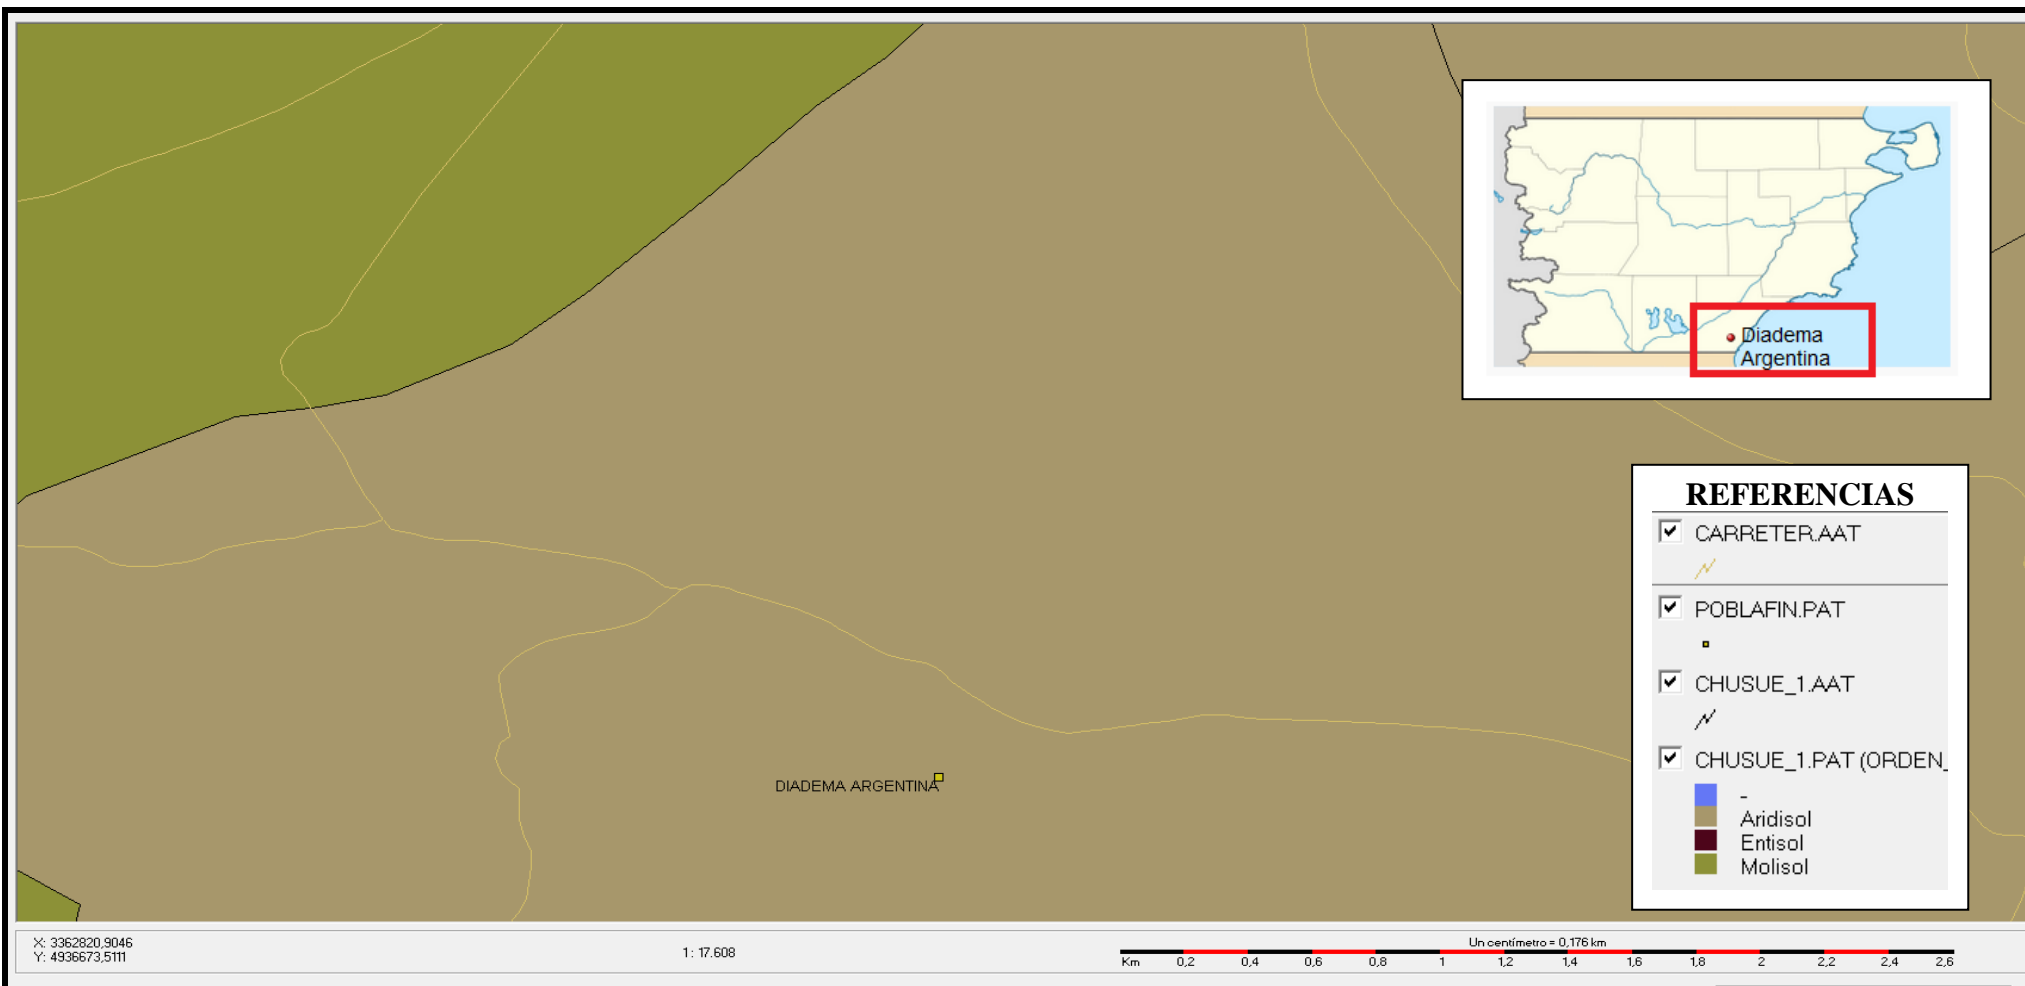 Diadema
Argentina
REFERENCIAS
CARRETER.AAT
POBLAFIN.PAT
CHUSUE_1.AAT
CHUSUE_1.PAT (ORDEN_
-
Aridisol
Entisol
Molisol
DIADEMA ARGENTINA
X: 3362820,9046
Y: 4936673,5111
1: 17.608
Un centímetro = 0,176 km
Km 0,2 0,4 0,6 0,8 1 1,2 1,4 1,6 1,8 2 2,2 2,4 2,6